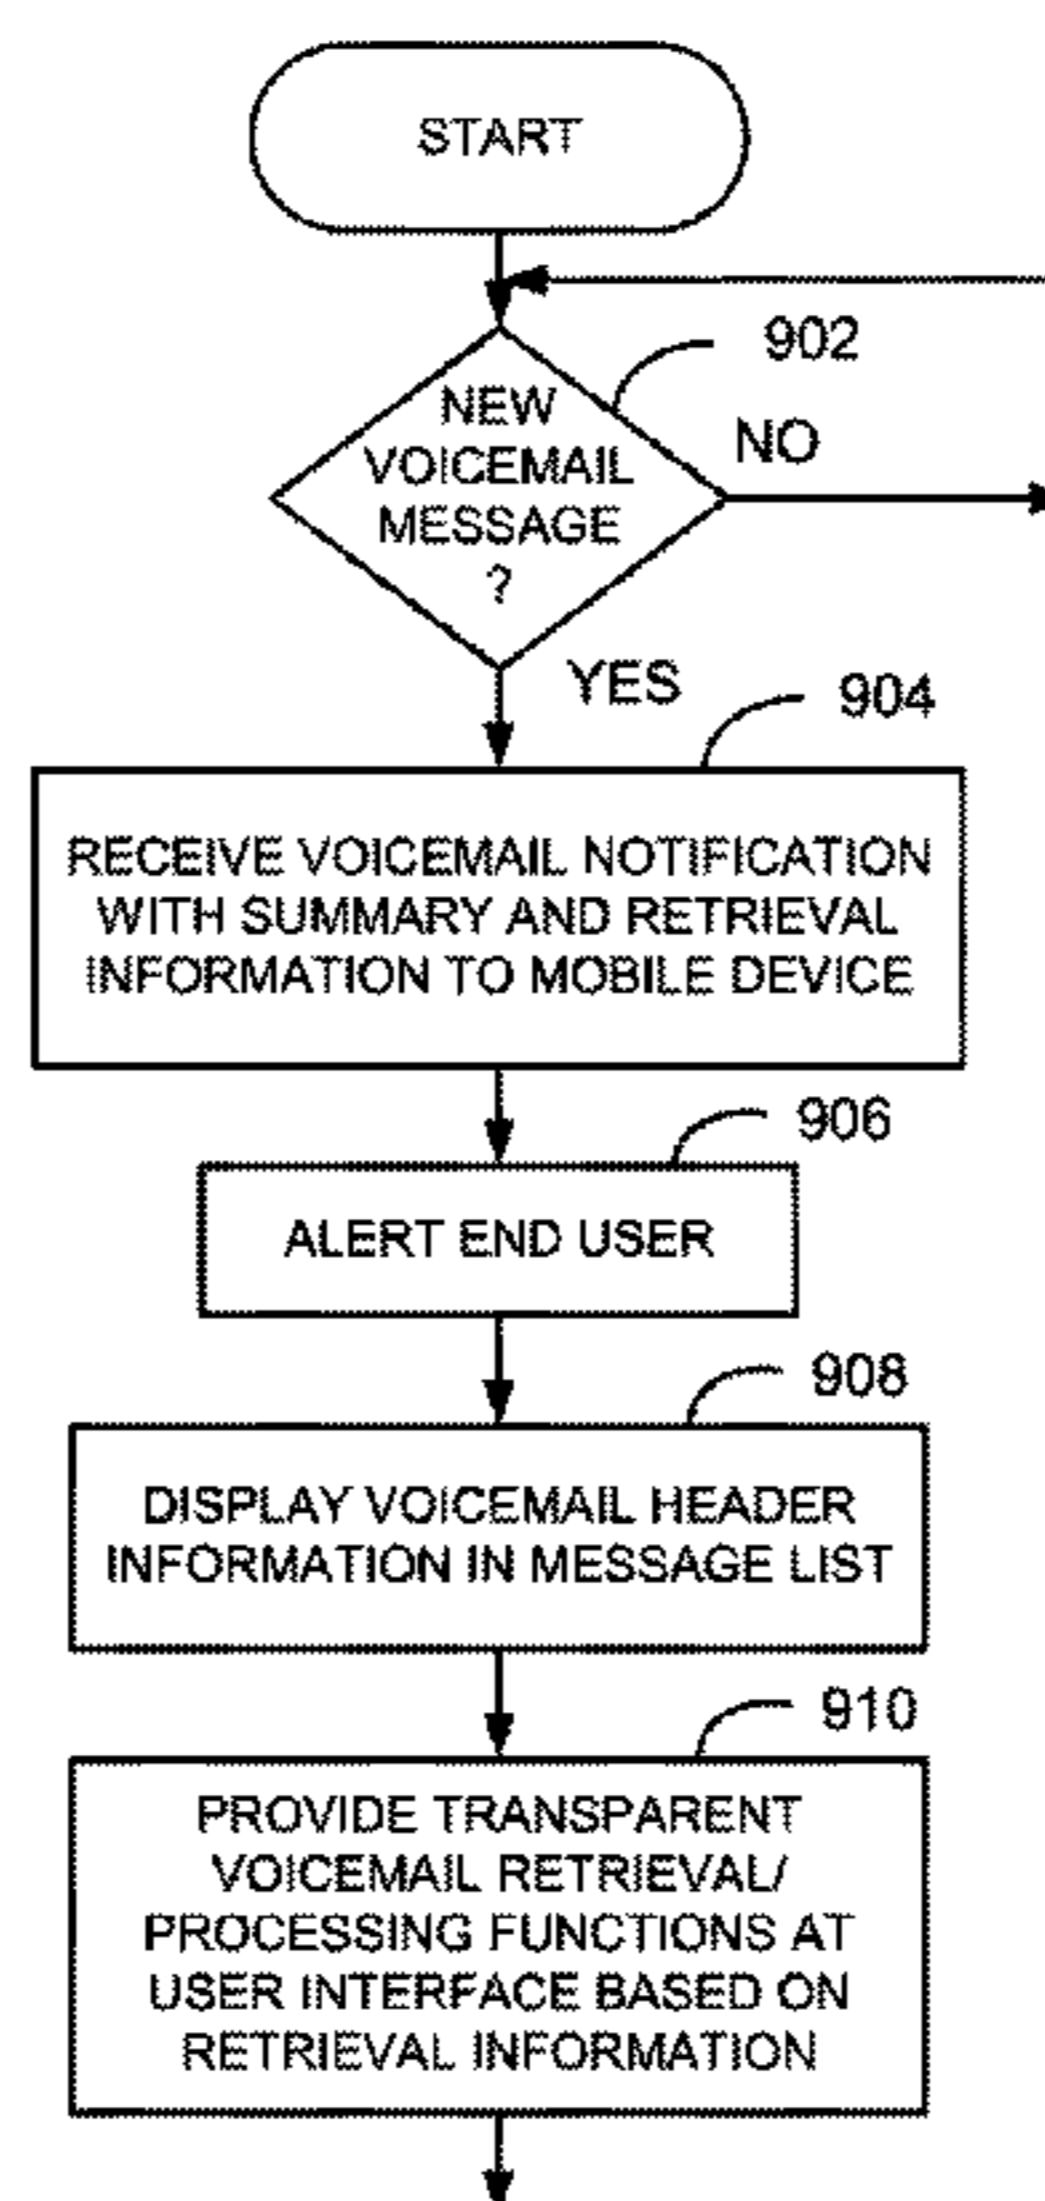 START
902
NEW
VOICEMAIL
MESSAGE
?
NO
YES
904
RECEIVE VOICEMAIL NOTIFICATION
WITH SUMMARY AND RETRIEVAL
INFORMATION TO MOBILE DEVICE
906
ALERT END USER
908
DISPLAY VOICEMAIL HEADER
INFORMATION IN MESSAGE LIST
910
PROVIDE TRANSPARENT
VOICEMAIL RETRIEVAL/
PROCESSING FUNCTIONS AT
USER INTERFACE BASED ON
RETRIEVAL INFORMATION